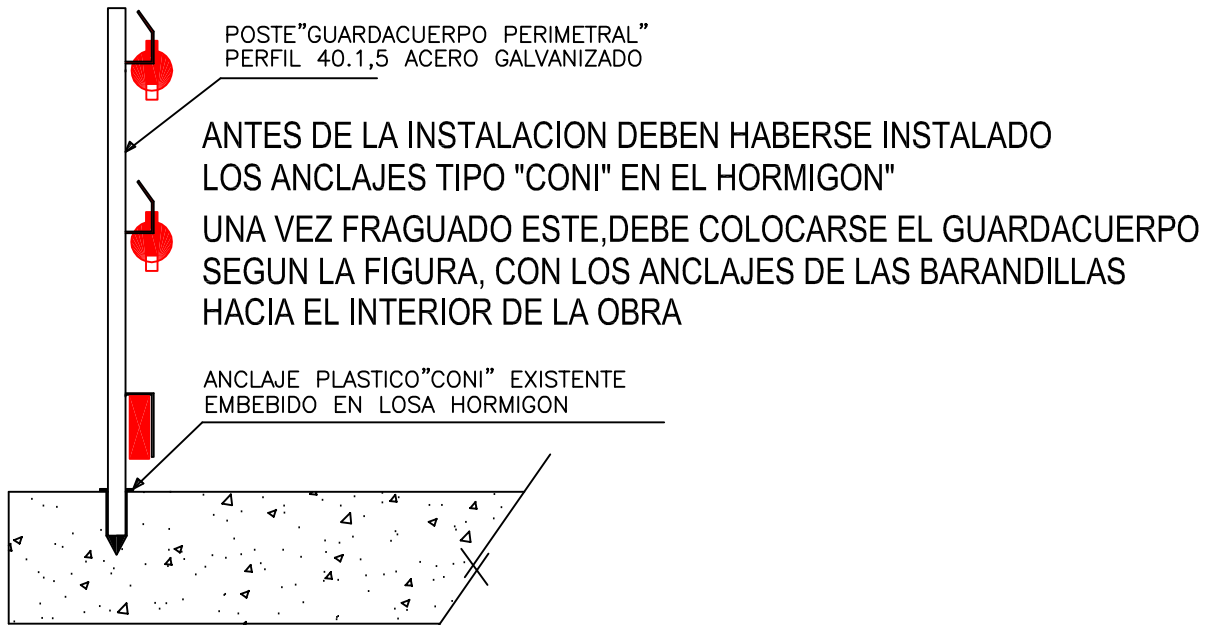 POSTE"GUARDACUERPO PERIMETRAL"
PERFIL 40.1,5 ACERO GALVANIZADO
ANTES DE LA INSTALACION DEBEN HABERSE INSTALADO
LOS ANCLAJES TIPO "CONI" EN EL HORMIGON"
UNA VEZ FRAGUADO ESTE,DEBE COLOCARSE EL GUARDACUERPO
SEGUN LA FIGURA, CON LOS ANCLAJES DE LAS BARANDILLAS
HACIA EL INTERIOR DE LA OBRA
ANCLAJE PLASTICO"CONI" EXISTENTE
EMBEBIDO EN LOSA HORMIGON